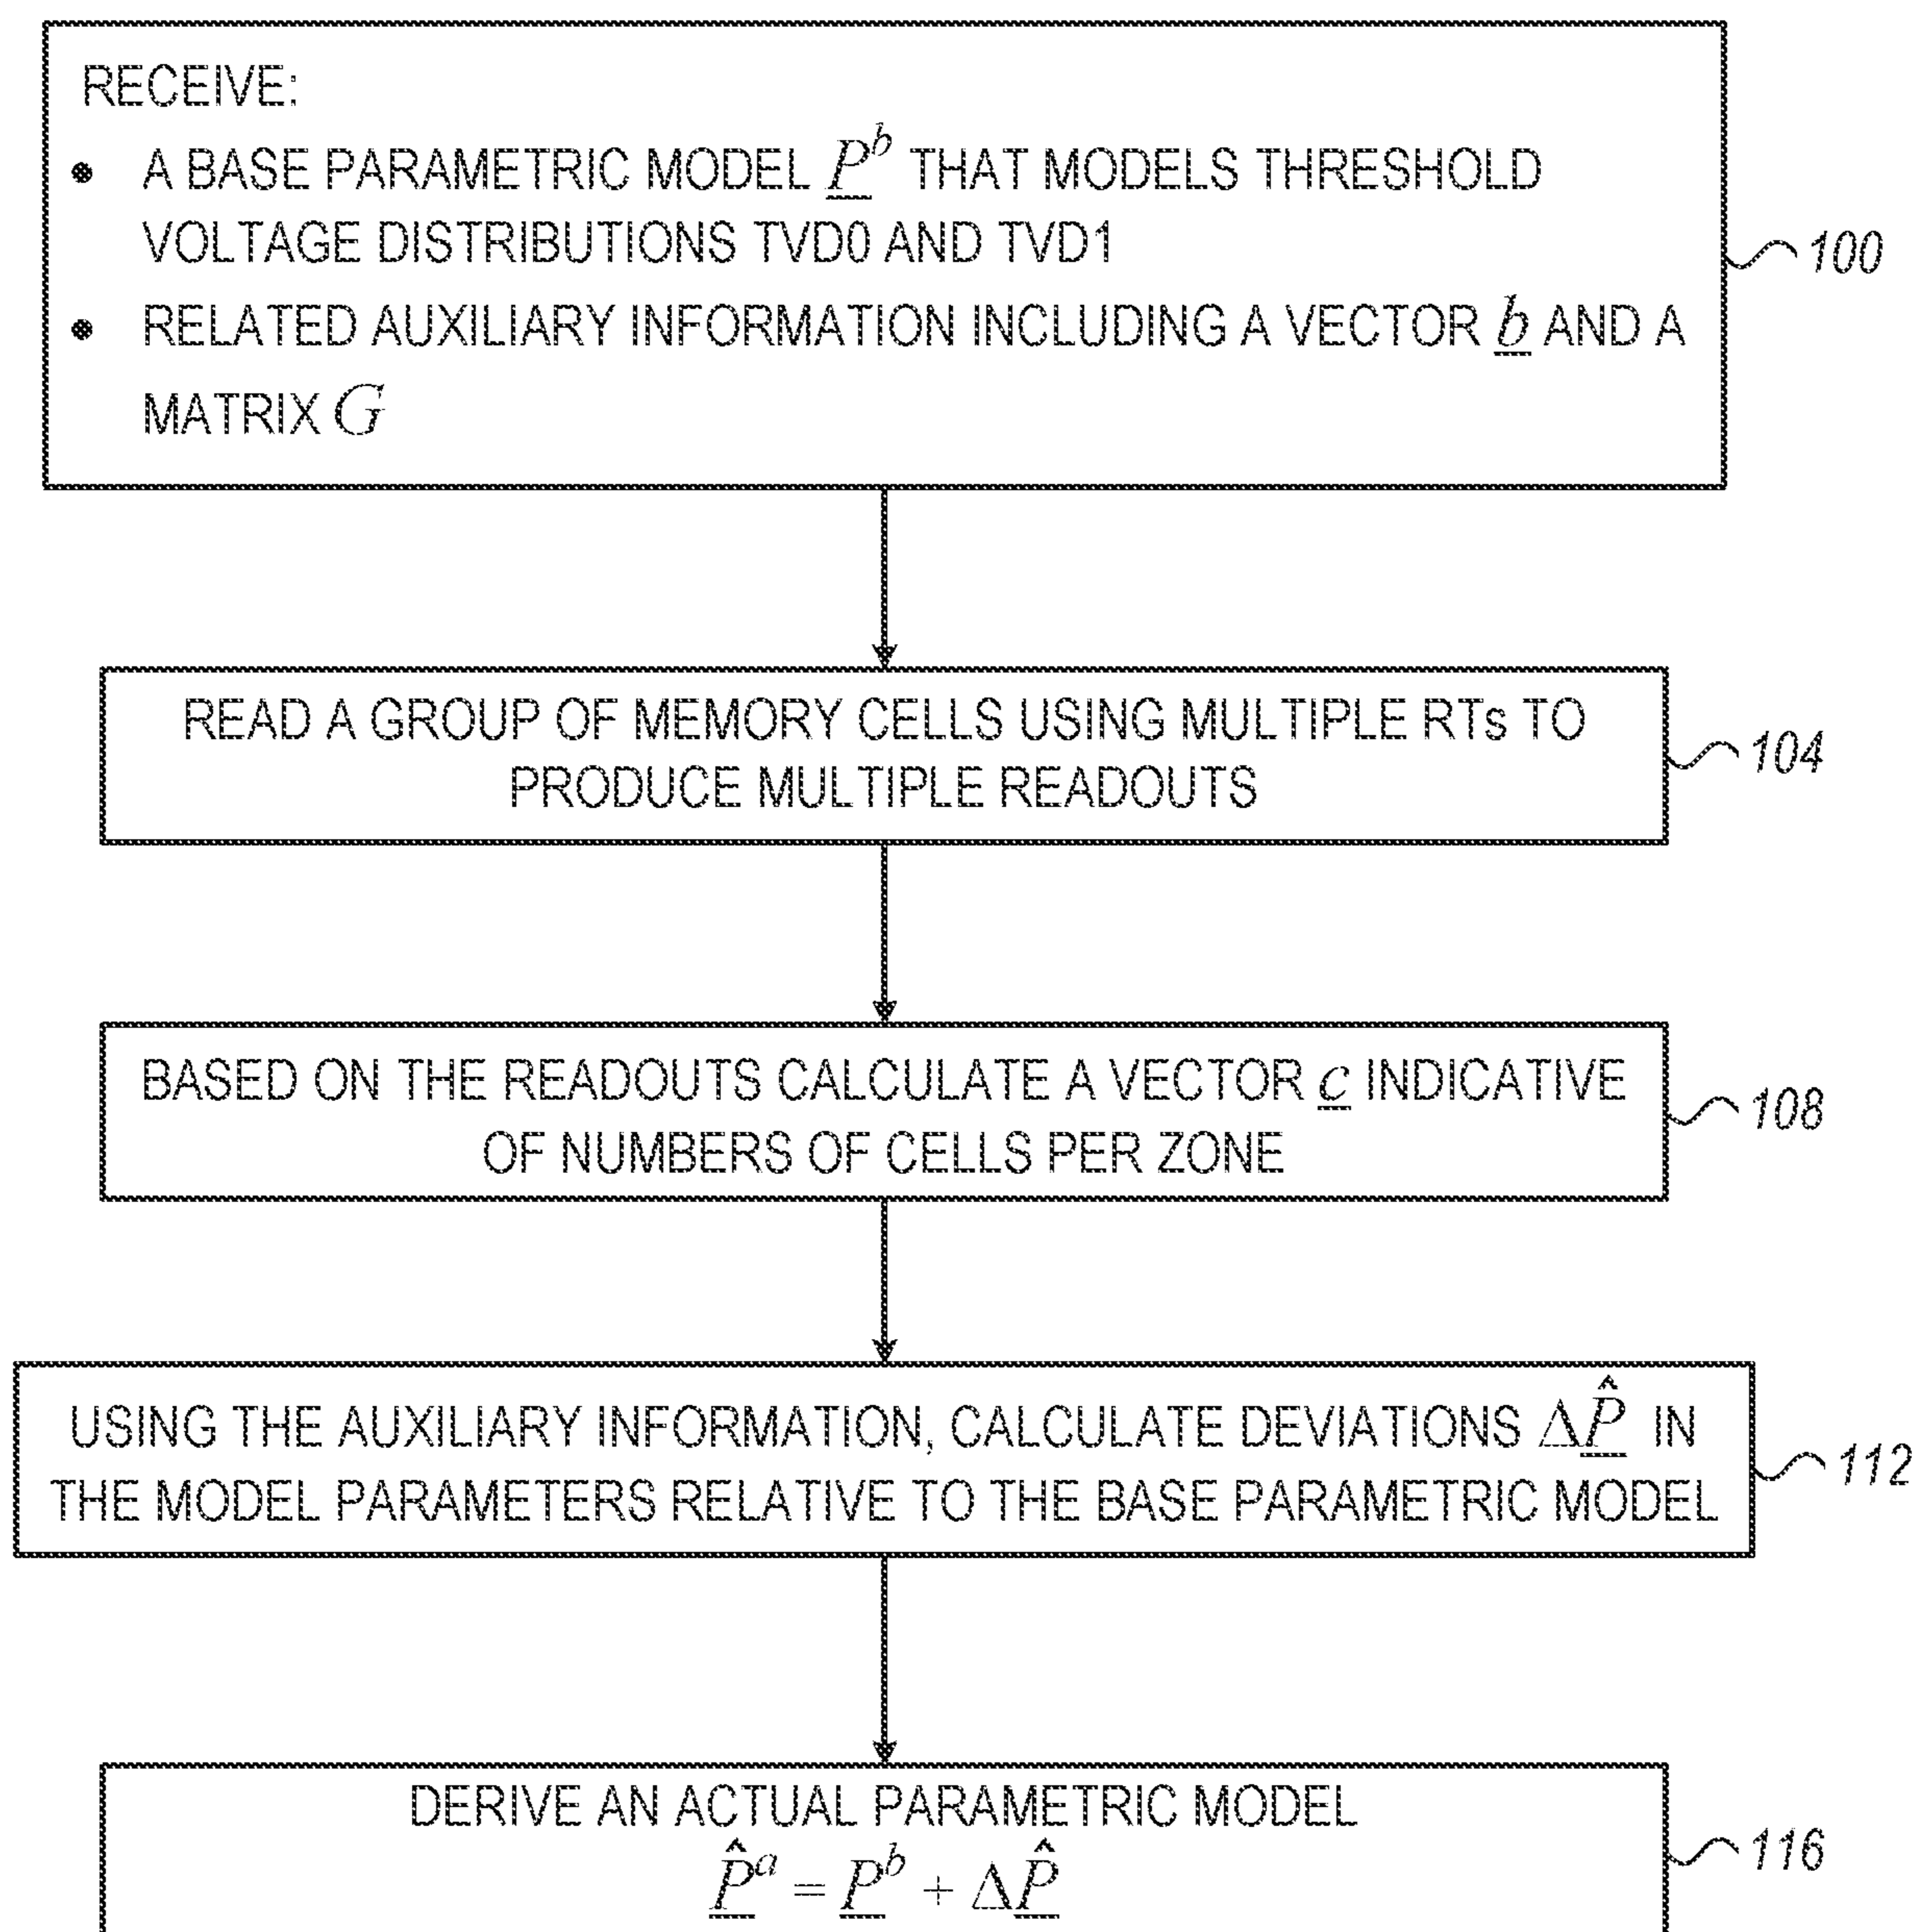 RECEIVE:
• A BASE PARAMETRIC MODEL P̲ᵇ THAT MODELS THRESHOLD
VOLTAGE DISTRIBUTIONS TVD0 AND TVD1
100
• RELATED AUXILIARY INFORMATION INCLUDING A VECTOR b̲ AND A
MATRIX G
READ A GROUP OF MEMORY CELLS USING MULTIPLE RTs TO
PRODUCE MULTIPLE READOUTS
104
BASED ON THE READOUTS CALCULATE A VECTOR c̲ INDICATIVE
OF NUMBERS OF CELLS PER ZONE
108
USING THE AUXILIARY INFORMATION, CALCULATE DEVIATIONS ΔP̲̂ IN
THE MODEL PARAMETERS RELATIVE TO THE BASE PARAMETRIC MODEL
112
DERIVE AN ACTUAL PARAMETRIC MODEL
P̲̂ᵃ = P̲ᵇ + ΔP̲̂
116